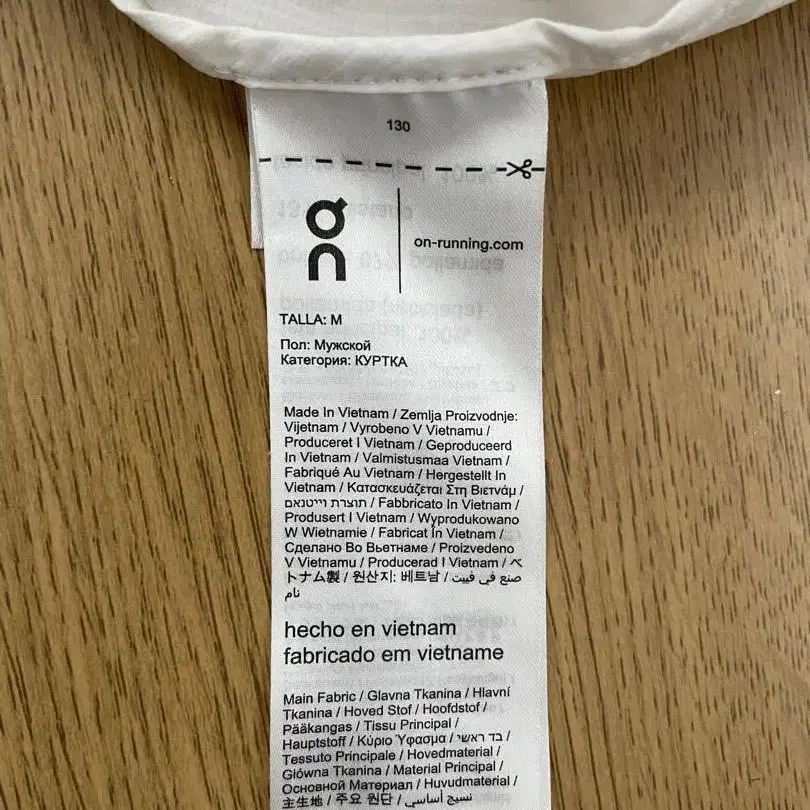 130
on
on-running.com
TALLA: M
Пол: Мужской
Категория: КУРТКА
Made In Vietnam / Zemlja Proizvodnje:
Vijetnam / Vyrobeno V Vietnamu /
Produceret I Vietnam / Geproduceerd
In Vietnam / Valmistusmaa Vietnam /
Fabriqué Au Vietnam / Hergestellt In
Vietnam / Κατασκευάζεται Στη Βιετνάμ /
תוצרת וייטנאם / Fabbricato In Vietnam /
Produsert I Vietnam / Wyprodukowano
W Wietnamie / Fabricat În Vietnam /
Сделано Во Вьетнаме / Proizvedeno
V Vietnamu / Producerad I Vietnam / ベ
トナム製 / 원산지: 베트남 / صنع في فييت
نام
hecho en vietnam
fabricado em vietname
Main Fabric / Glavna Tkanina / Hlavní
Tkanina / Hoved Stof / Hoofdstof /
Pääkangas / Tissu Principal /
Hauptstoff / Κύριο Ύφασμα / בד ראשי /
Tessuto Principale / Hovedmaterial /
Główna Tkanina / Material Principal /
Основной Материал / Huvudmaterial /
主生地 / 주요 원단 / نسيج أساسي /